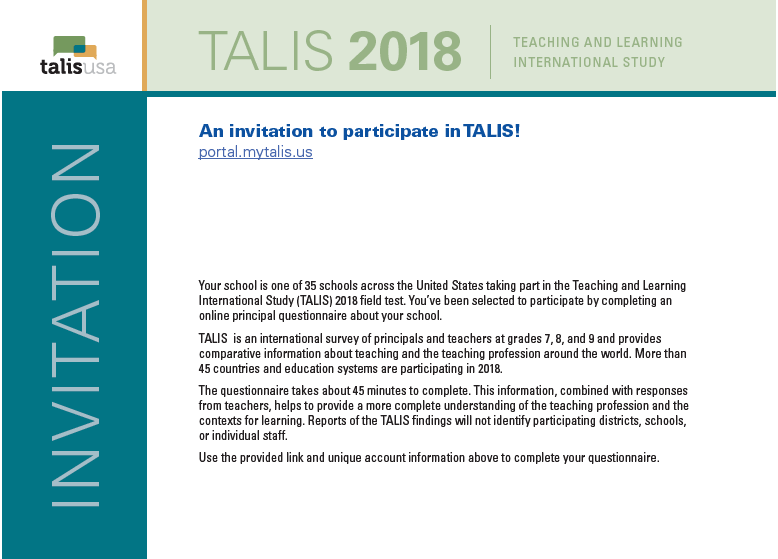 talisusa
TALIS 2018
TEACHING AND LEARNING
INTERNATIONAL STUDY
INVITATION
An invitation to participate in TALIS!
portal.mytalis.us
Your school is one of 35 schools across the United States taking part in the Teaching and Learning
International Study (TALIS) 2018 field test. You've been selected to participate by completing an
online principal questionnaire about your school.
TALIS is an international survey of principals and teachers at grades 7, 8, and 9 and provides
comparative information about teaching and the teaching profession around the world. More than
45 countries and education systems are participating in 2018.
The questionnaire takes about 45 minutes to complete. This information, combined with responses
from teachers, helps to provide a more complete understanding of the teaching profession and the
contexts for learning. Reports of the TALIS findings will not identify participating districts, schools,
or individual staff.
Use the provided link and unique account information above to complete your questionnaire.